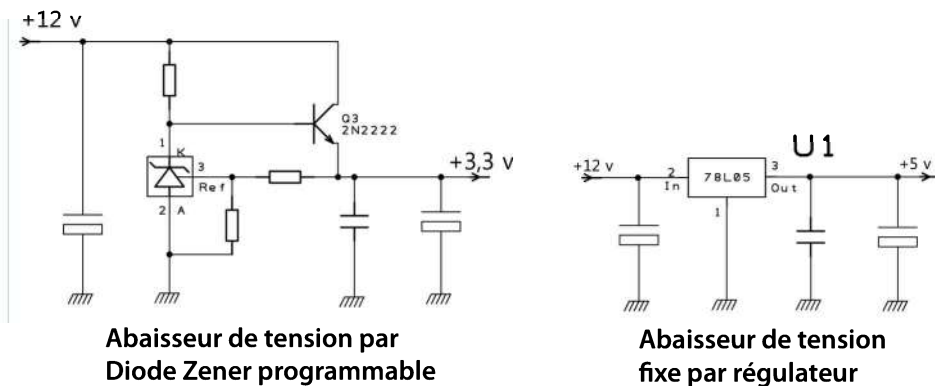 +12 v
Q3
2N2222
1
K
3
+3,3 v
Ref
2
A
Abaisseur de tension par
Diode Zener programmable
U1
+12 v
2
78L05
3
+5 v
In
Out
1
Abaisseur de tension
fixe par régulateur